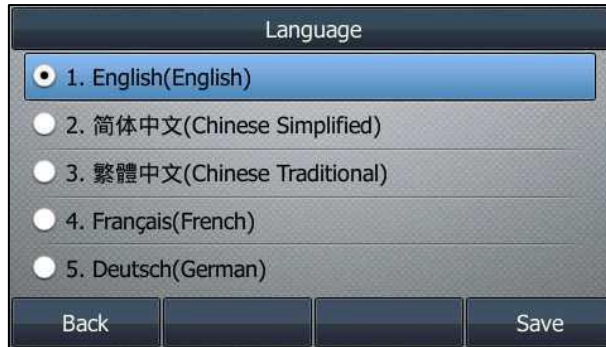 Language
1. English(English)
2. 简体中文(Chinese Simplified)
3. 繁體中文(Chinese Traditional)
4. Français(French)
5. Deutsch(German)
Back Save